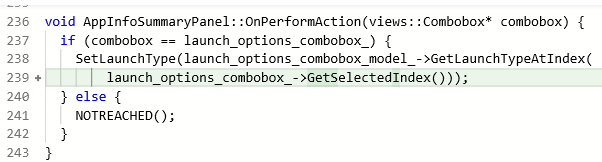 236 void AppInfoSummaryPanel::OnPerformAction(views::Combobox* combobox) {
237   if (combobox == launch_options_combobox_) {
238     SetLaunchType(launch_options_combobox_model_->GetLaunchTypeAtIndex(
239 +         launch_options_combobox_->GetSelectedIndex()));
240   } else {
241     NOTREACHED();
242   }
243 }